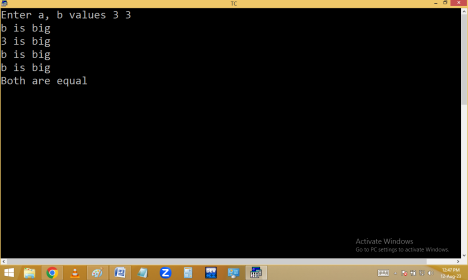 TC
Enter a, b values 3 3
b is big
3 is big
b is big
b is big
Both are equal
Activate Windows
Go to PC settings to activate Windows.